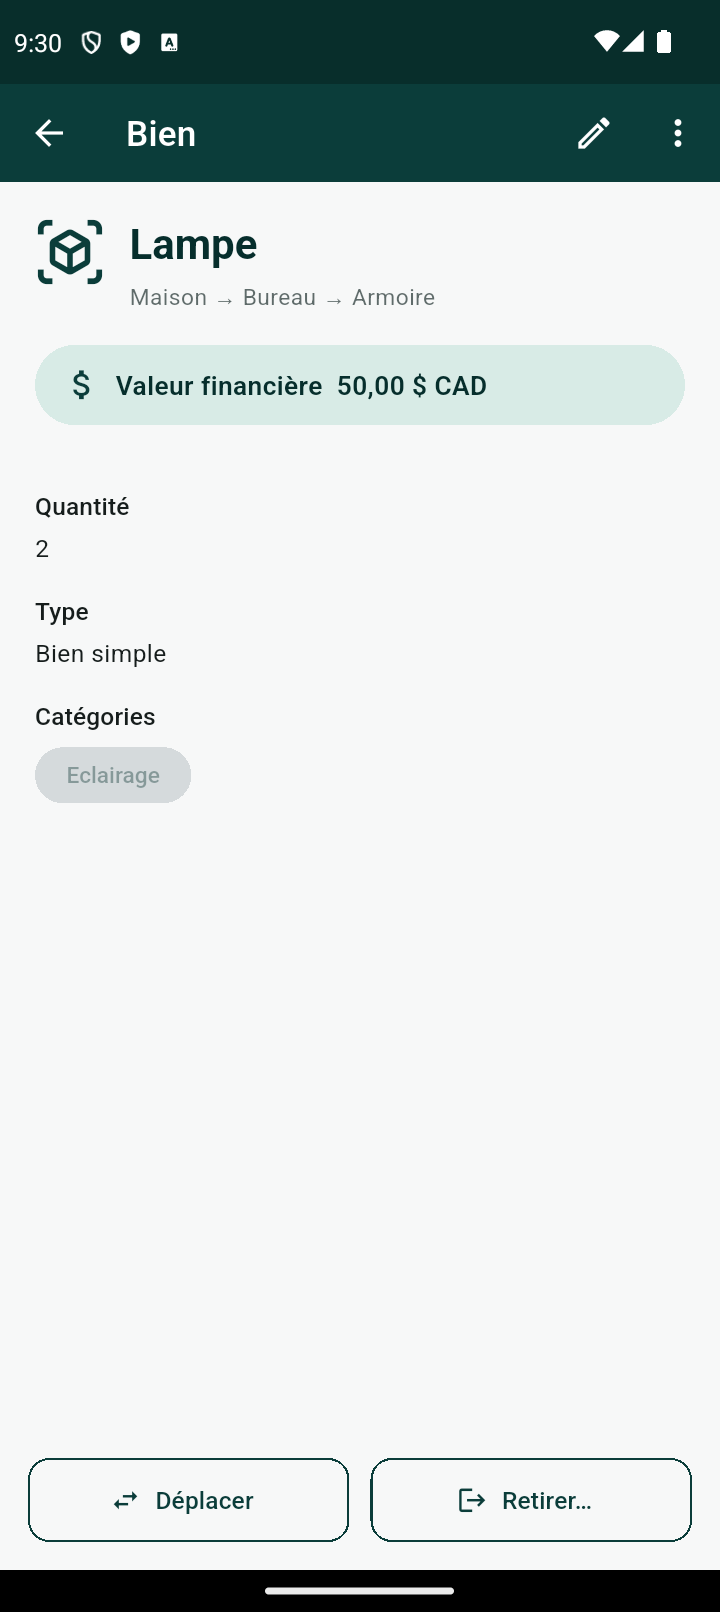 9:30
Bien
Lampe
Maison → Bureau → Armoire
$ Valeur financière 50,00 $ CAD
Quantité
2
Type
Bien simple
Catégories
Eclairage
Déplacer
Retirer…